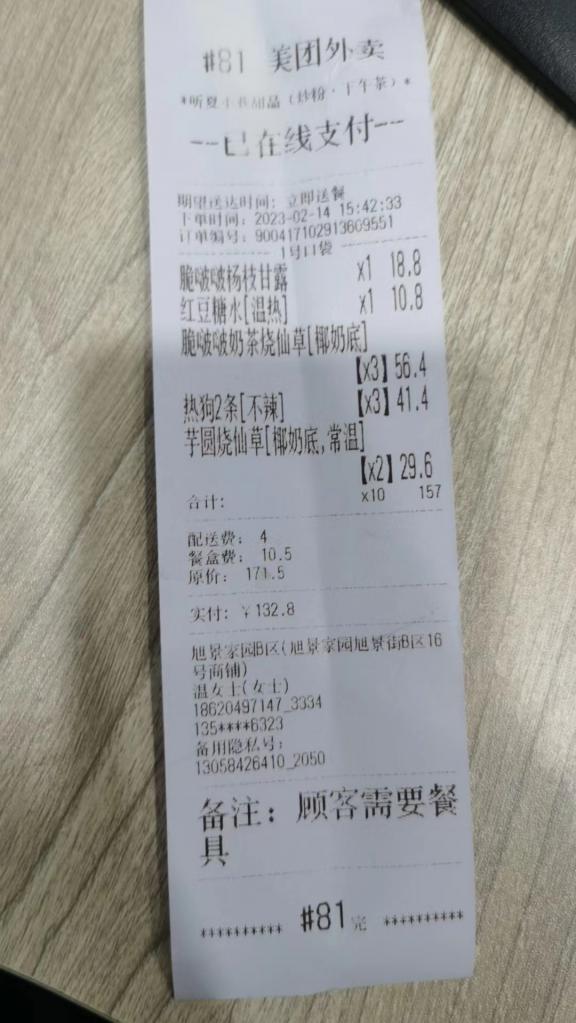 #81 美团外卖
*听夏手作甜品（炒粉·下午茶）*
--已在线支付--
期望送达时间：立即送餐
下单时间：2023-02-14 15:42:33
订单编号：900417102913609551
1号口袋
脆啵啵杨枝甘露 x1 18.8
红豆糖水[温热] x1 10.8
脆啵啵奶茶烧仙草[椰奶底]
【x3】56.4
热狗2条[不辣] 【x3】41.4
芋圆烧仙草[椰奶底,常温]
【x2】29.6
合计： x10 157
配送费： 4
餐盒费： 10.5
原价： 171.5
实付：￥132.8
旭景家园B区(旭景家园旭景街B区16
号商铺)
温女士(女士)
18620497147_3334
135****6323
备用隐私号：
13058426410_2050
备注：顾客需要餐
具
********** #81完 **********